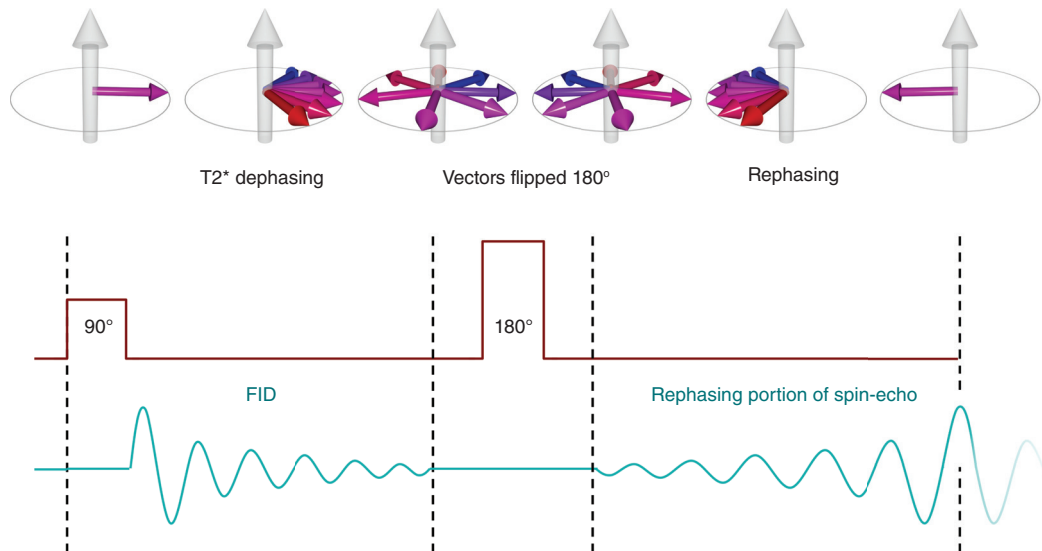 T2* dephasing
Vectors flipped 180°
Rephasing
90°
180°
FID
Rephasing portion of spin-echo